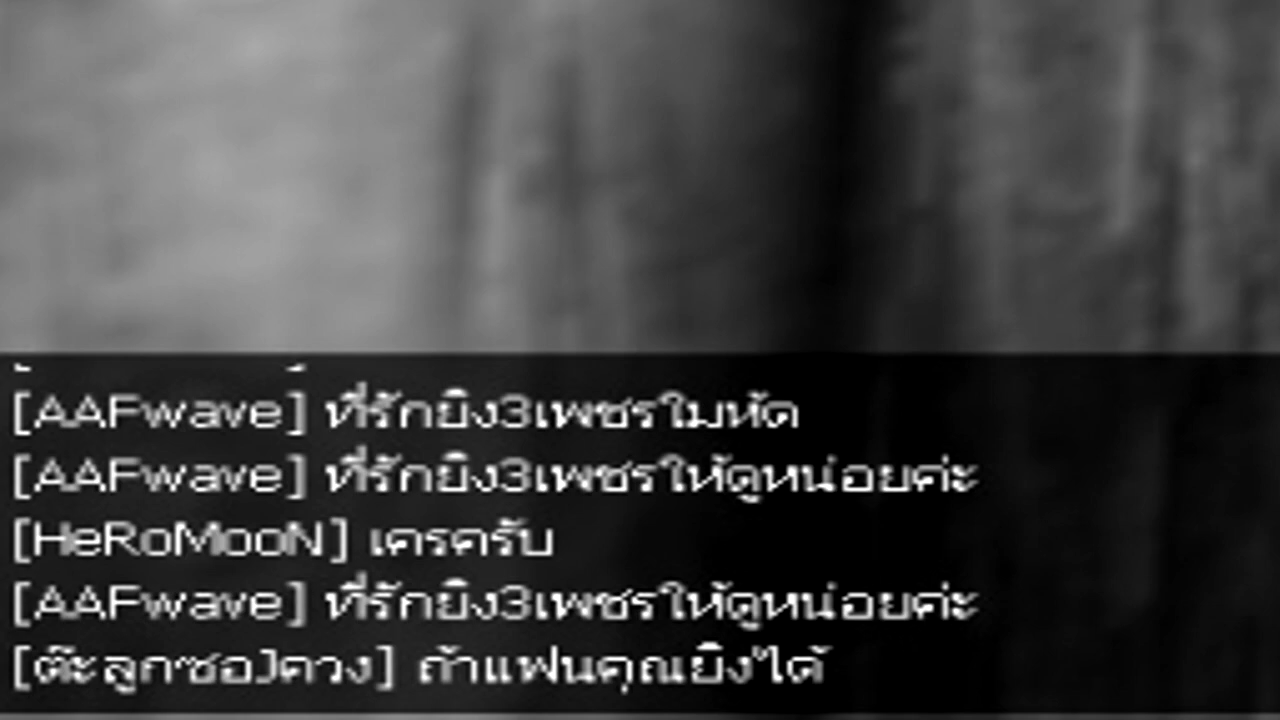 [AAFwave] ที่รักยิง3เพชรใมหัด
[AAFwave] ที่รักยิง3เพชรให้ดูหน่อยค่ะ
[HeRoMooN] เครครับ
[AAFwave] ที่รักยิง3เพชรให้ดูหน่อยค่ะ
[ต๊ะลูกซอJดวง] ถ้าแฟนคุณยิงได้